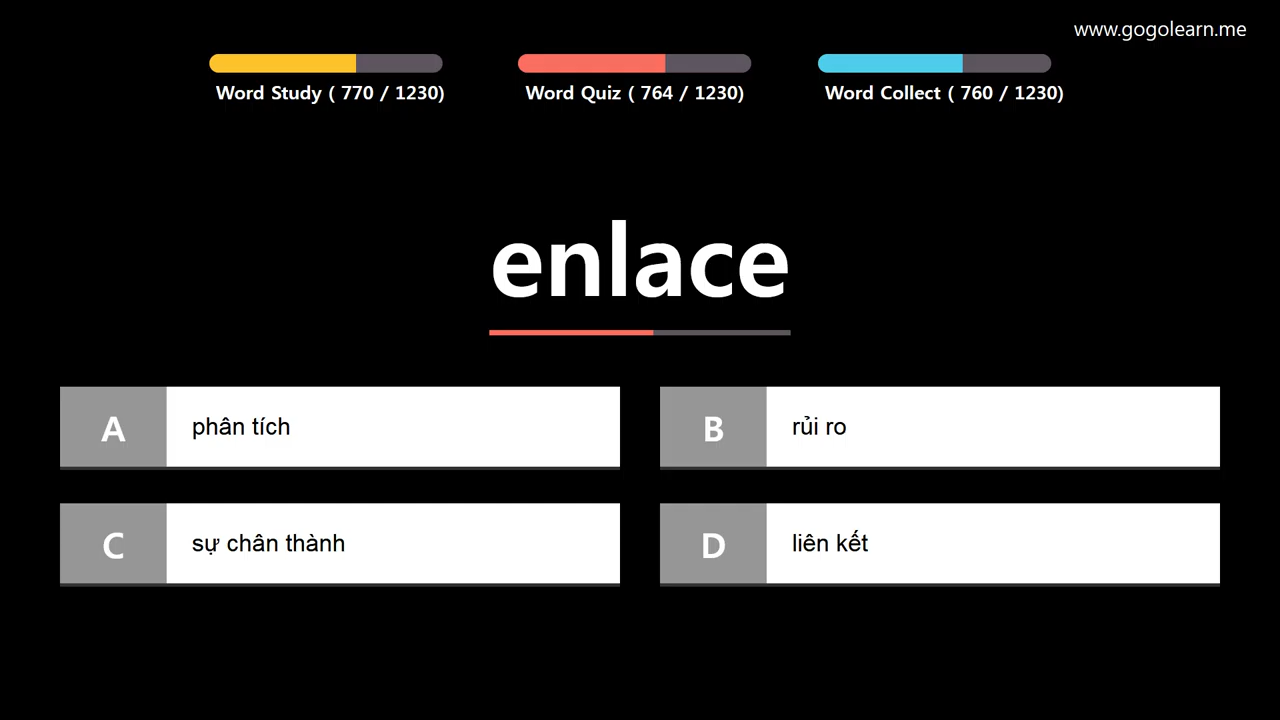 www.gogolearn.me
Word Study ( 770 / 1230)
Word Quiz ( 764 / 1230)
Word Collect ( 760 / 1230)
enlace
A phân tích
B rủi ro
C sự chân thành
D liên kết